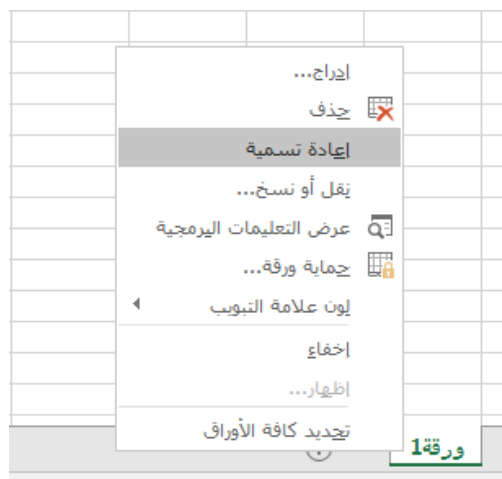 إدراج...
حذف
إعادة تسمية
نقل أو نسخ...
عرض التعليمات البرمجية
حماية ورقة...
لون علامة التبويب
إخفاء
إظهار...
تحديد كافة الأوراق
ورقة1